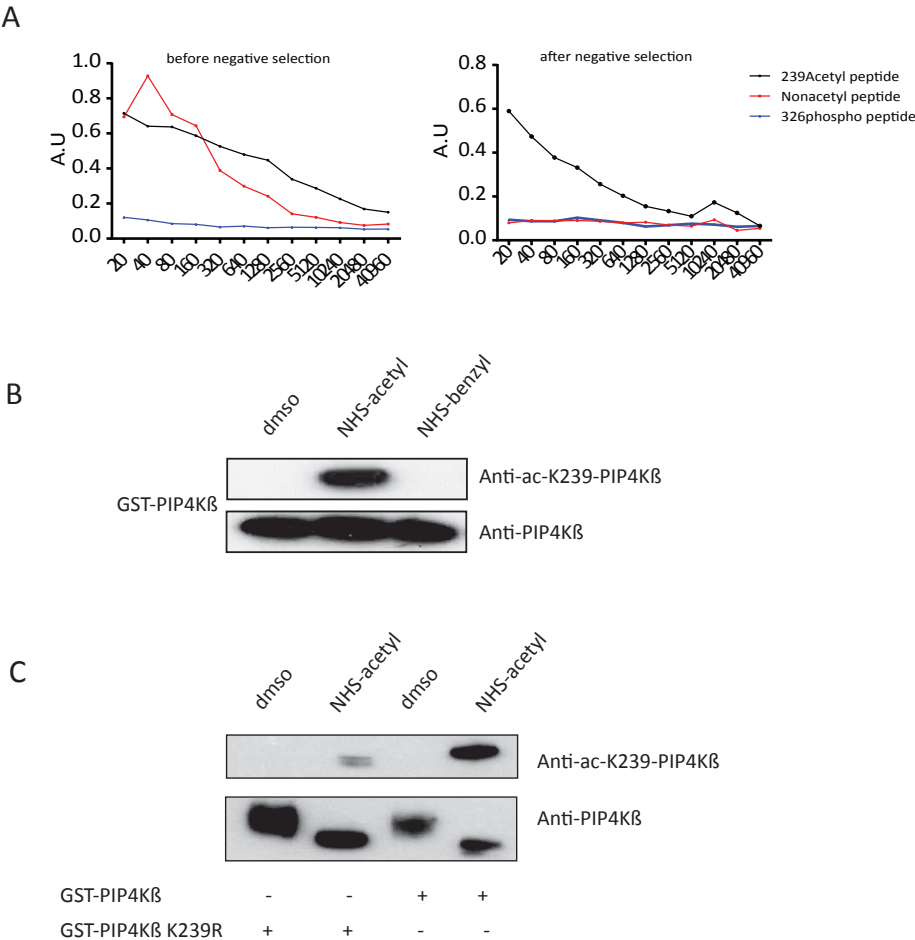 A
before negative selection
1.0
0.8
0.6
0.4
0.2
0.0
A.U
20
40
80
160
320
640
1280
2560
5120
10240
20480
40960
after negative selection
0.8
0.6
0.4
0.2
0.0
A.U
20
40
80
160
320
640
1280
2560
5120
10240
20480
40960
239Acetyl peptide
Nonacetyl peptide
326phospho peptide
B
dmso
NHS-acetyl
NHS-benzyl
GST-PIP4Kß
Anti-ac-K239-PIP4Kß
Anti-PIP4Kß
C
dmso
NHS-acetyl
dmso
NHS-acetyl
Anti-ac-K239-PIP4Kß
Anti-PIP4Kß
GST-PIP4Kß - - + +
GST-PIP4Kß K239R + + - -